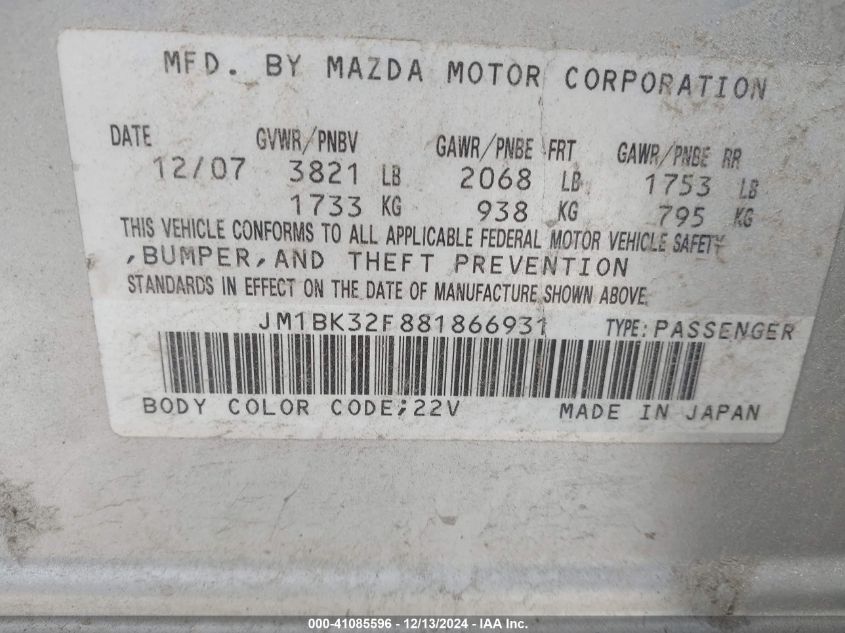 MFD. BY MAZDA MOTOR CORPORATION
DATE GVWR/PNBV GAWR/PNBE FRT GAWR/PNBE RR
12/07 3821 LB 2068 LB 1753 LB
1733 KG 938 KG 795 KG
THIS VEHICLE CONFORMS TO ALL APPLICABLE FEDERAL MOTOR VEHICLE SAFETY
,BUMPER,AND THEFT PREVENTION
STANDARDS IN EFFECT ON THE DATE OF MANUFACTURE SHOWN ABOVE.
JM1BK32F881866931 TYPE: PASSENGER
BODY COLOR CODE;22V MADE IN JAPAN
000-41085596 - 12/13/2024 - IAA Inc.